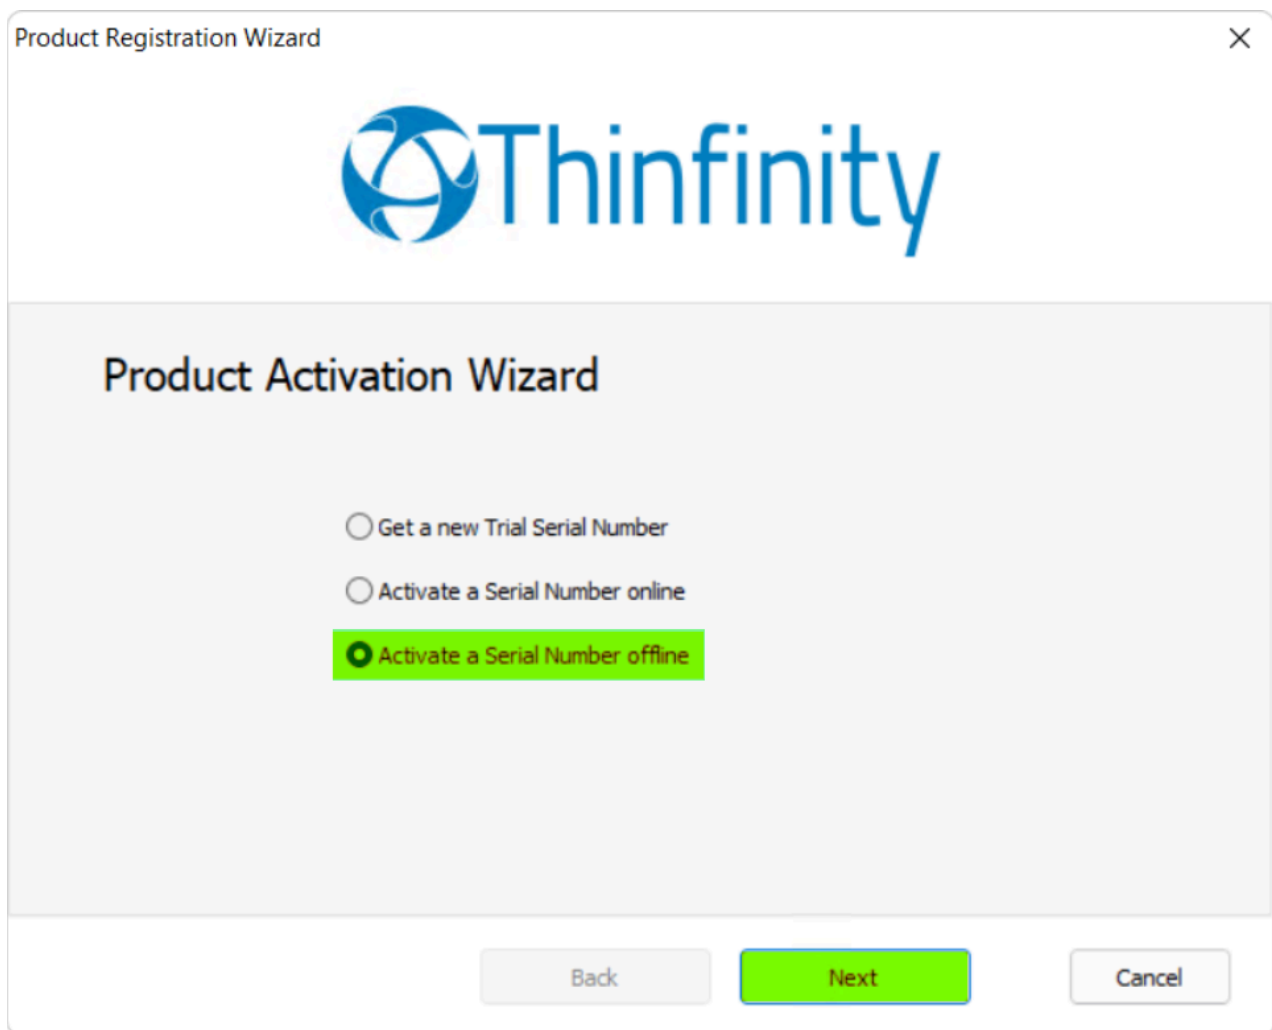 Product Registration Wizard
Thinfinity
Product Activation Wizard
Get a new Trial Serial Number
Activate a Serial Number online
Activate a Serial Number offline
Back
Next
Cancel